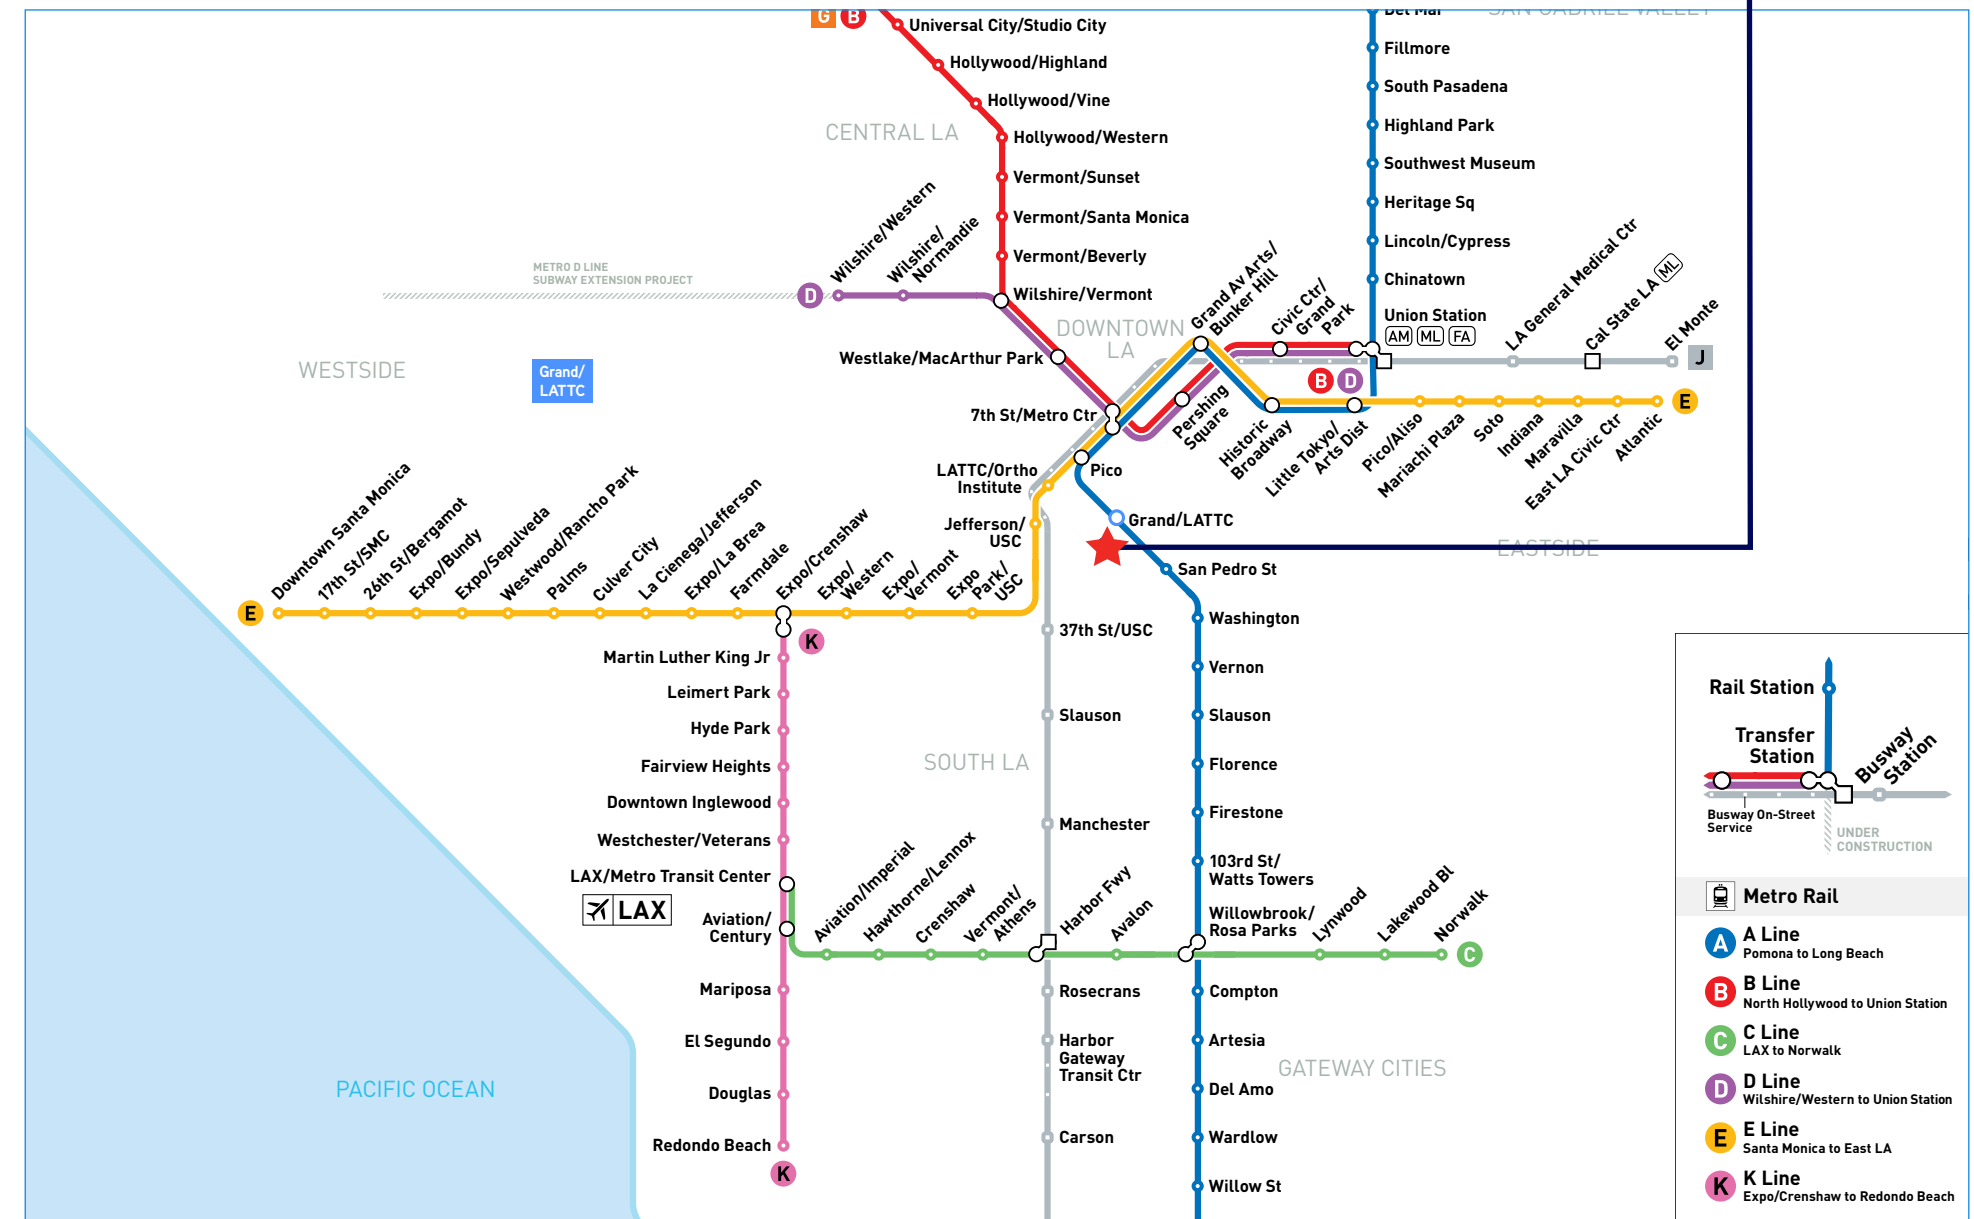 G
B
Universal City/Studio City
Hollywood/Highland
Hollywood/Vine
CENTRAL LA
Hollywood/Western
Vermont/Sunset
Vermont/Santa Monica
Vermont/Beverly
Wilshire/Vermont
Wilshire/Western
Wilshire/
Normandie
METRO D LINE
SUBWAY EXTENSION PROJECT
D
WESTSIDE
Grand/
LATTC
Westlake/MacArthur Park
7th St/Metro Ctr
DOWNTOWN
LA
Del Mar
SAN GABRIEL VALLEY
Fillmore
South Pasadena
Highland Park
Southwest Museum
Heritage Sq
Lincoln/Cypress
Chinatown
Union Station
AM
ML
FA
Grand Av Arts/
Bunker Hill
Civic Ctr/
Grand
Park
B
D
LA General Medical Ctr
Cal State LA
ML
El Monte
J
Pershing
Square
Historic
Broadway
Little Tokyo/
Arts Dist
Pico/Aliso
Mariachi Plaza
Soto
Indiana
Maravilla
East LA Civic Ctr
Atlantic
E
Pico
LATTC/Ortho
Institute
Jefferson/
USC
Grand/LATTC
EASTSIDE
San Pedro St
Washington
Vernon
Slauson
Florence
Firestone
103rd St/
Watts Towers
Willowbrook/
Rosa Parks
Compton
Artesia
Del Amo
Wardlow
Willow St
GATEWAY CITIES
E
Downtown Santa Monica
17th St/SMC
26th St/Bergamot
Expo/Bundy
Expo/Sepulveda
Westwood/Rancho Park
Palms
Culver City
La Cienega/Jefferson
Expo/La Brea
Farmdale
Expo/Crenshaw
Expo/
Western
Expo/
Vermont
Expo
Park/
USC
K
Martin Luther King Jr
Leimert Park
Hyde Park
Fairview Heights
Downtown Inglewood
Westchester/Veterans
LAX/Metro Transit Center
LAX
Aviation/
Century
Mariposa
El Segundo
Douglas
Redondo Beach
K
Aviation/Imperial
Hawthorne/Lennox
Crenshaw
Vermont/
Athens
Harbor Fwy
Avalon
Lynwood
Lakewood Bl
Norwalk
C
SOUTH LA
37th St/USC
Slauson
Manchester
Rosecrans
Harbor
Gateway
Transit Ctr
Carson
PACIFIC OCEAN
Rail Station
Transfer
Station
Busway
Station
Busway On-Street
Service
UNDER
CONSTRUCTION
Metro Rail
A
A Line
Pomona to Long Beach
B
B Line
North Hollywood to Union Station
C
C Line
LAX to Norwalk
D
D Line
Wilshire/Western to Union Station
E
E Line
Santa Monica to East LA
K
K Line
Expo/Crenshaw to Redondo Beach